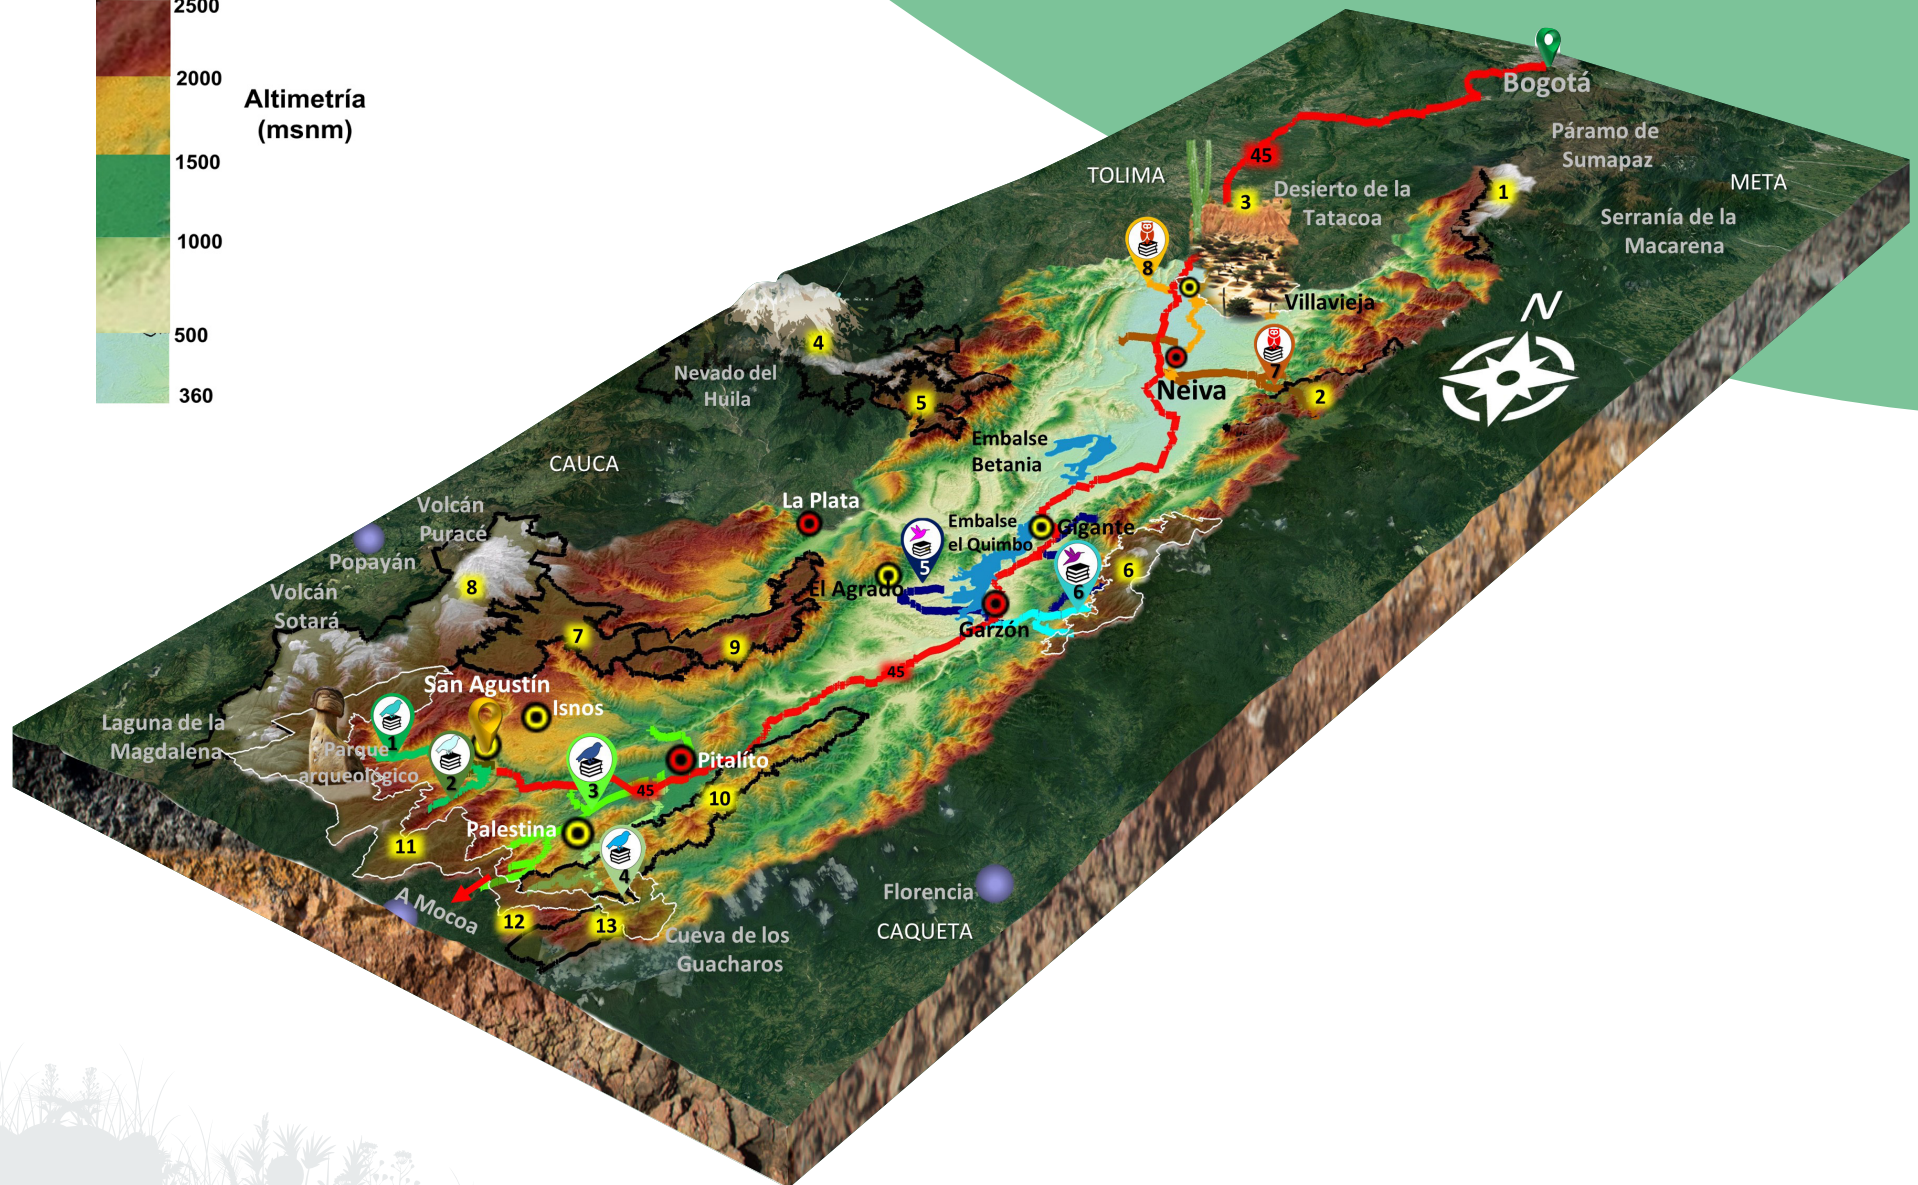 2500
2000
Altimetría
(msnm)
1500
1000
500
360
Bogotá
Páramo de
Sumapaz
META
Serranía de la
Macarena
45
TOLIMA
Desierto de la
Tatacoa
3
1
8
Villavieja
N
4
Nevado del
Huila
5
7
2
Neiva
Embalse
Betania
CAUCA
La Plata
Volcán
Puracé
Popayán
Embalse
el Quimbo
Gigante
5
6
6
El Agrado
Garzón
8
Volcán
Sotará
7
9
45
San Agustín
Isnos
Laguna de la
Magdalena
1
Parque
arqueológico
2
3
45
Pitalito
10
Palestina
11
4
A Mocoa
12
13
Cueva de los
Guacharos
Florencia
CAQUETA